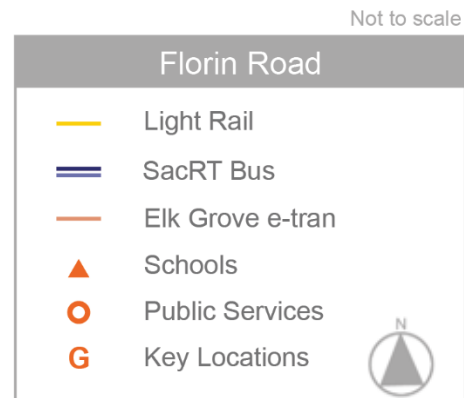 Not to scale
Florin Road
Light Rail
SacRT Bus
Elk Grove e-tran
Schools
Public Services
G Key Locations
N